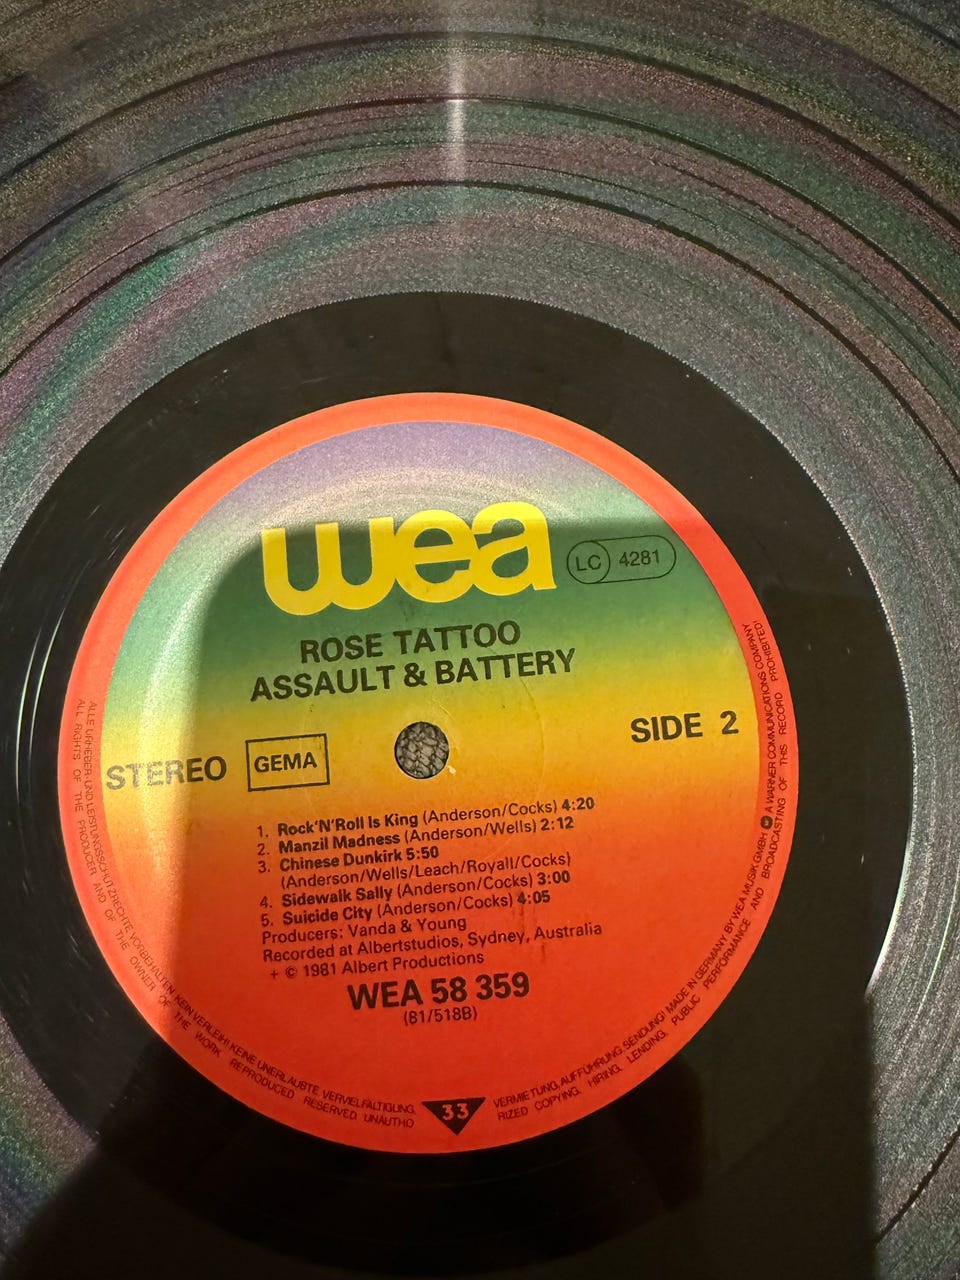 wea
LC 4281
ROSE TATTOO
ASSAULT & BATTERY
STEREO GEMA
SIDE 2
1. Rock'N'Roll Is King (Anderson/Cocks) 4:20
2. Manzil Madness (Anderson/Wells) 2:12
3. Chinese Dunkirk 5:50
(Anderson/Wells/Leach/Royall/Cocks)
4. Sidewalk Sally (Anderson/Cocks) 3:00
5. Suicide City (Anderson/Cocks) 4:05
Producers: Vanda & Young
Recorded at Albertstudios, Sydney, Australia
+ © 1981 Albert Productions
WEA 58 359
(81/518B)
33
ALLE URHEBER- UND LEISTUNGSSCHUTZRECHTE VORBEHALTEN KEIN VERLEIH! KEINE UNERLAUBTE VERVIELFÄLTIGUNG, VERMIETUNG, AUFFÜHRUNG, SENDUNG! MADE IN GERMANY BY WEA MUSIK GMBH A WARNER COMMUNICATIONS COMPANY
ALL RIGHTS OF THE PRODUCER AND OF THE OWNER OF THE WORK REPRODUCED RESERVED. UNAUTHO RIZED COPYING, HIRING, LENDING, PUBLIC PERFORMANCE AND BROADCASTING OF THIS RECORD PROHIBITED!